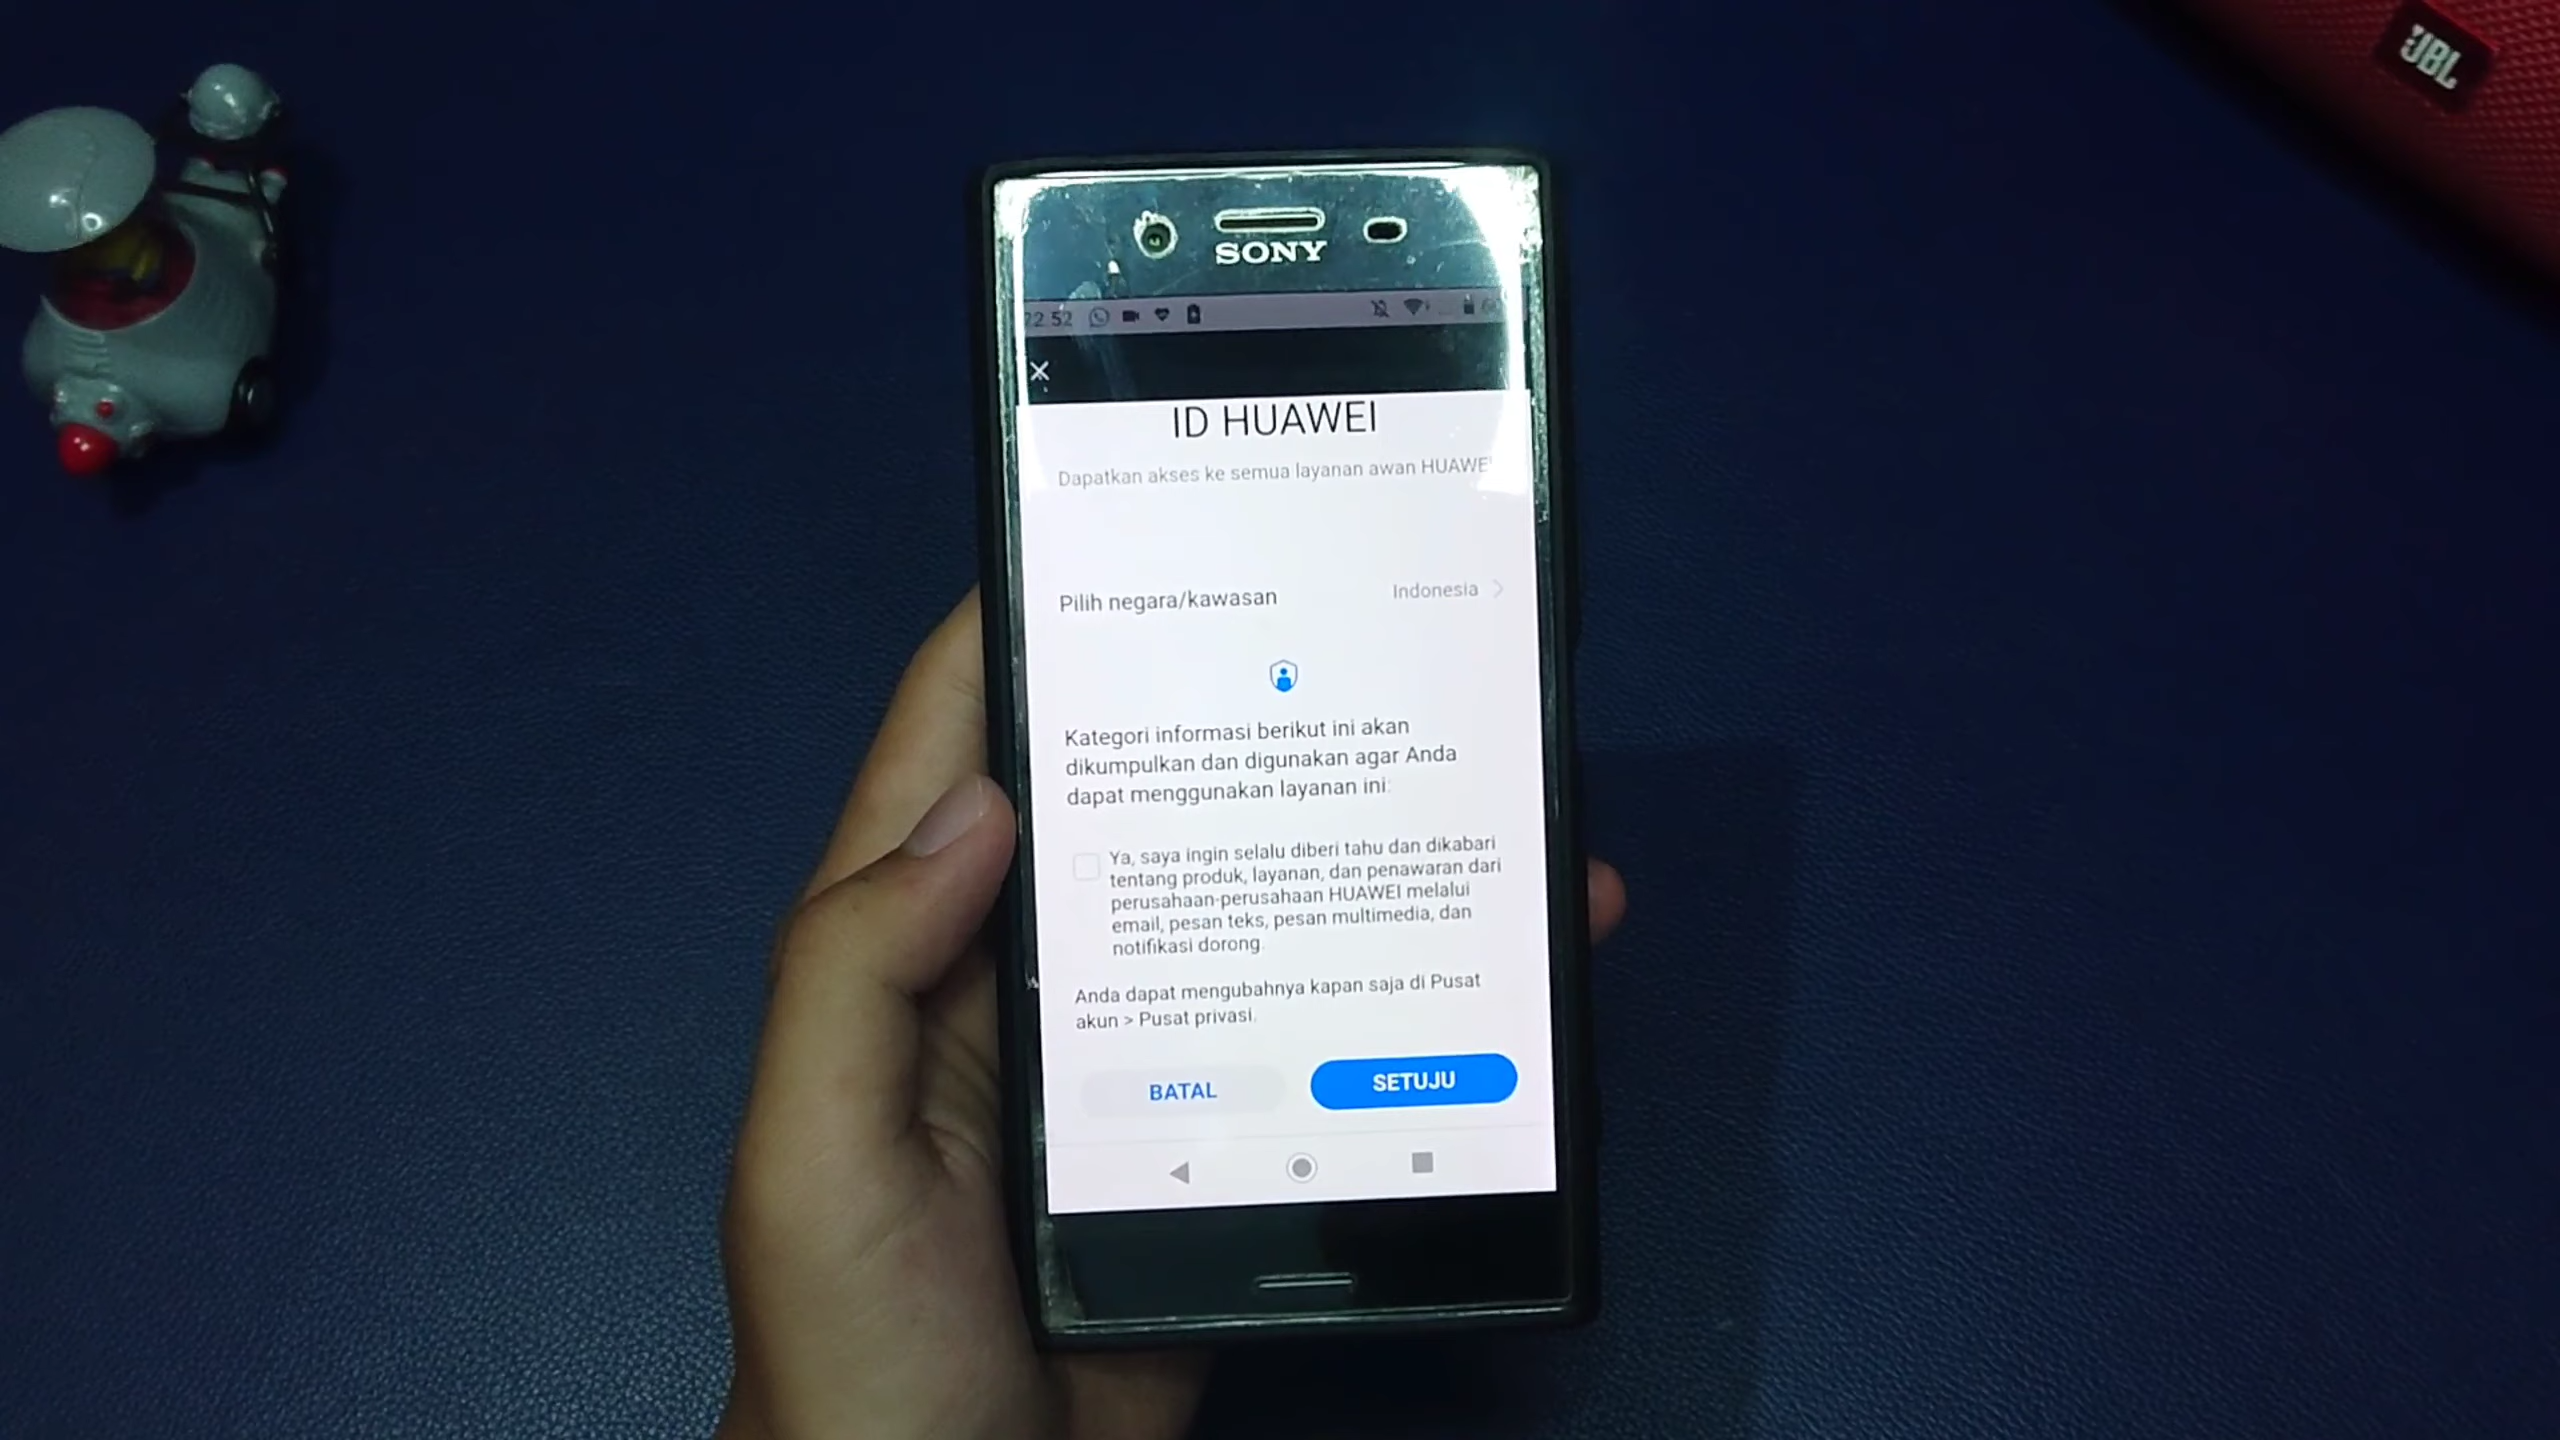 JBL
SONY
22 52
ID HUAWEI
Dapatkan akses ke semua layanan awan HUAWEI
Pilih negara/kawasan
Indonesia
Kategori informasi berikut ini akan
dikumpulkan dan digunakan agar Anda
dapat menggunakan layanan ini:
Ya, saya ingin selalu diberi tahu dan dikabari
tentang produk, layanan, dan penawaran dari
perusahaan-perusahaan HUAWEI melalui
email, pesan teks, pesan multimedia, dan
notifikasi dorong.
Anda dapat mengubahnya kapan saja di Pusat
akun > Pusat privasi.
BATAL
SETUJU